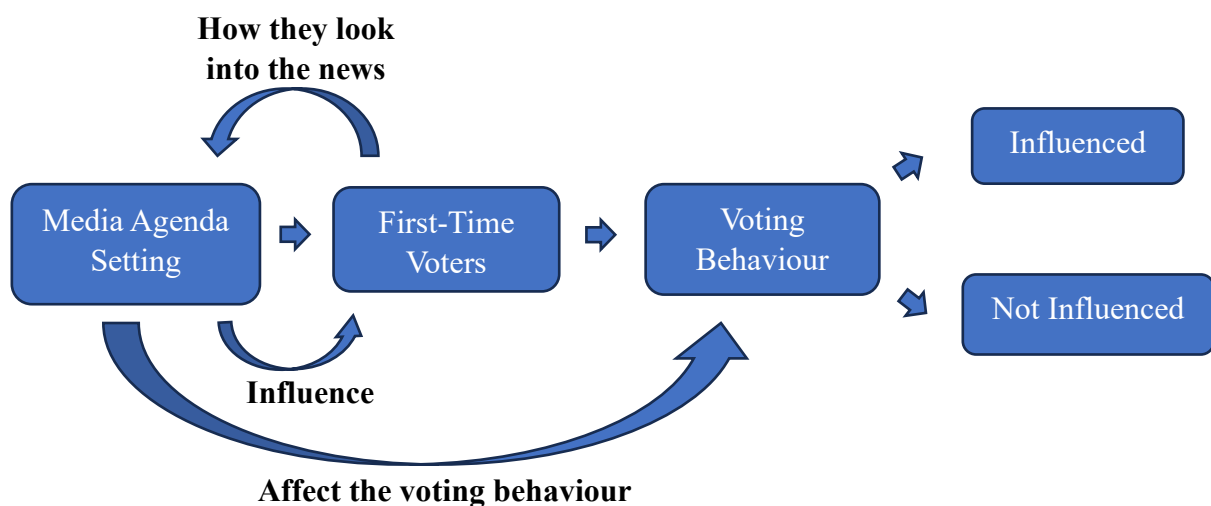 How they look
into the news
Media Agenda
Setting
First-Time
Voters
Voting
Behaviour
Influenced
Not Influenced
Influence
Affect the voting behaviour